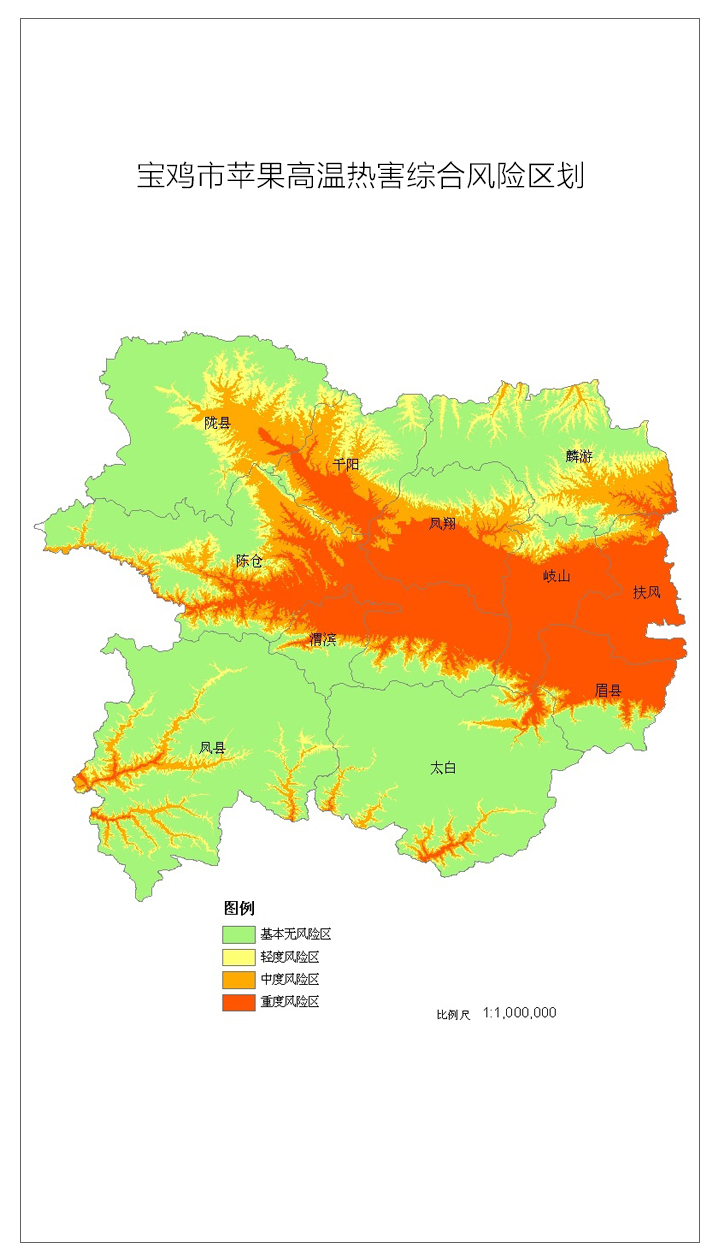 宝鸡市苹果高温热害综合风险区划
陇县
千阳
麟游
凤翔
陈仓
岐山
扶风
渭滨
眉县
凤县
太白
图例
基本无风险区
轻度风险区
中度风险区
重度风险区
比例尺 1:1,000,000